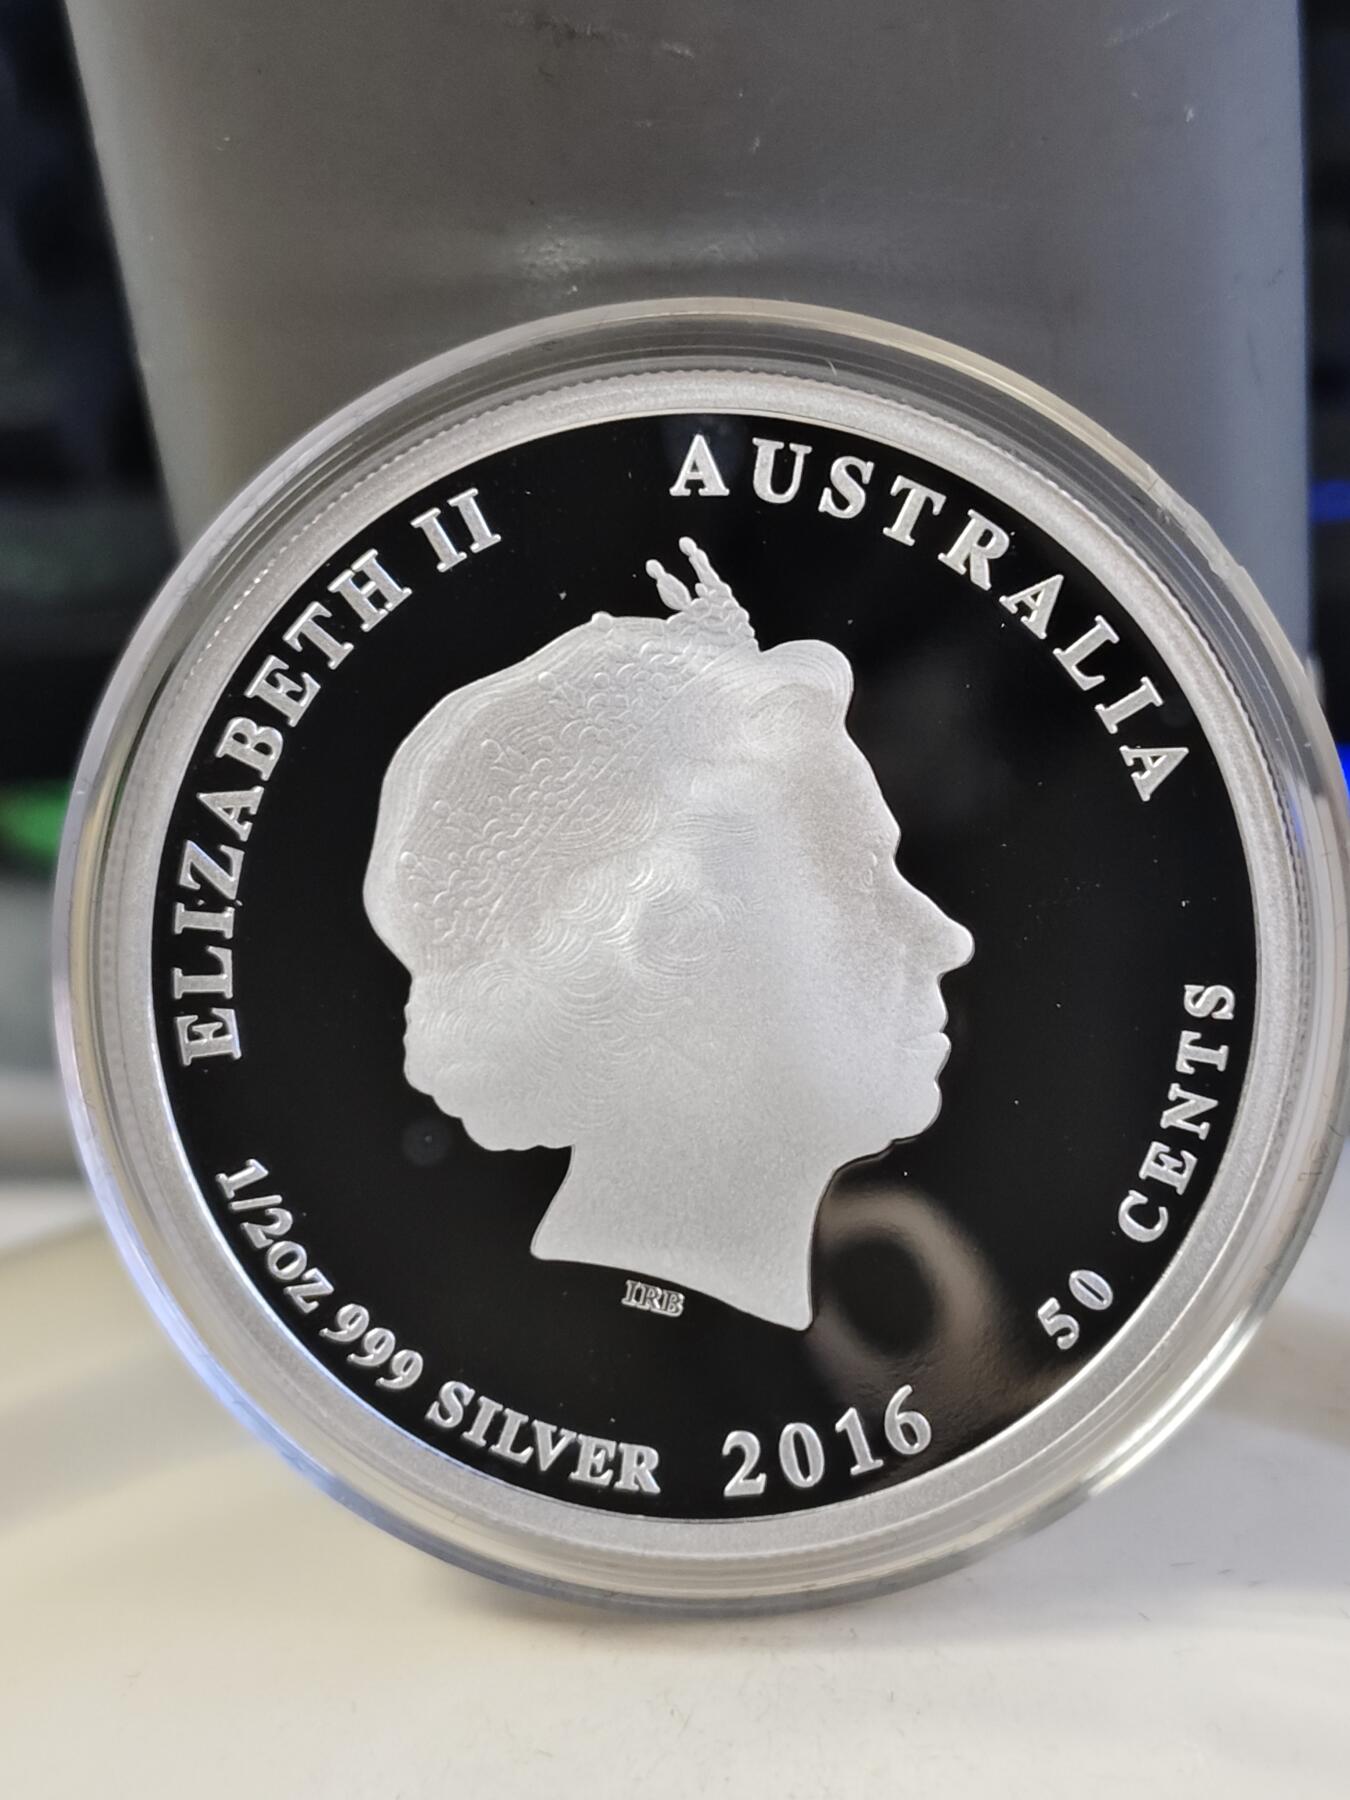 ELIZABETH II
AUSTRALIA
50 CENTS
2016
1/2OZ 999 SILVER
IRB